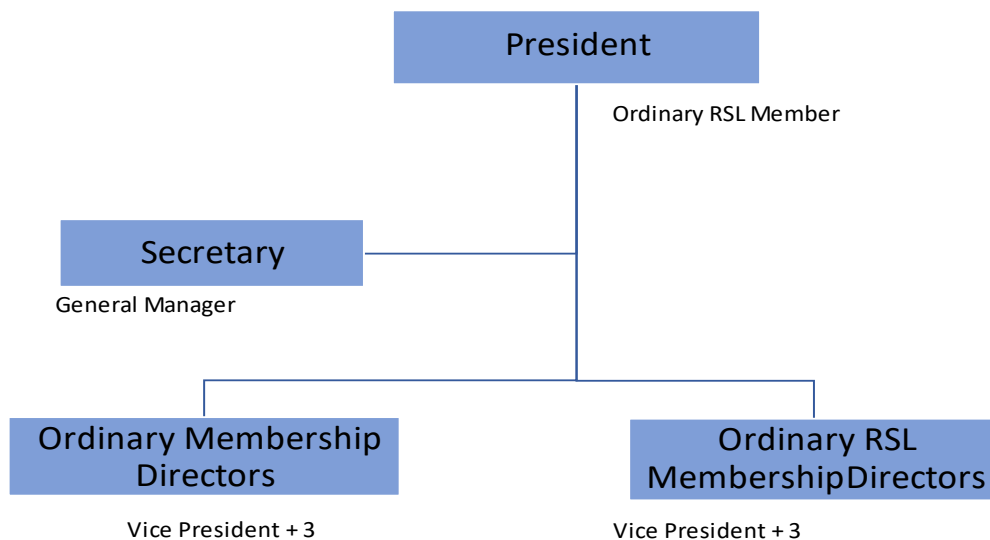 President
Ordinary RSL Member
Secretary
General Manager
Ordinary Membership
Directors
Vice President + 3
Ordinary RSL
MembershipDirectors
Vice President + 3